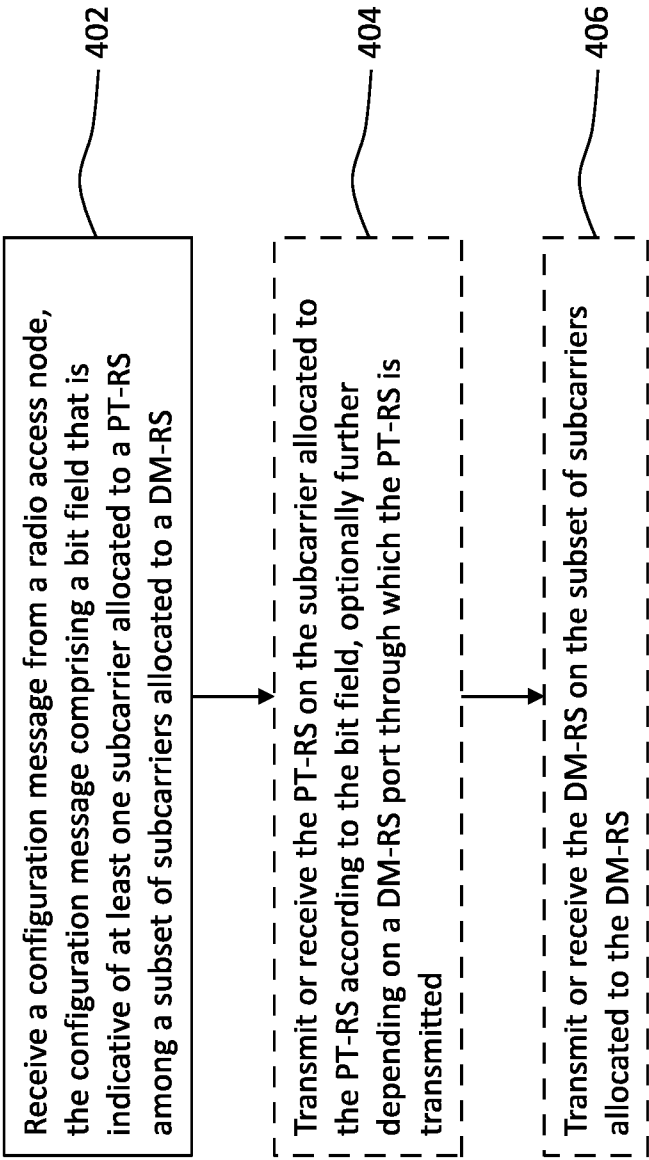 Receive a configuration message from a radio access node,
the configuration message comprising a bit field that is
indicative of at least one subcarrier allocated to a PT-RS
among a subset of subcarriers allocated to a DM-RS
402
Transmit or receive the PT-RS on the subcarrier allocated to
the PT-RS according to the bit field, optionally further
depending on a DM-RS port through which the PT-RS is
transmitted
404
Transmit or receive the DM-RS on the subset of subcarriers
allocated to the DM-RS
406